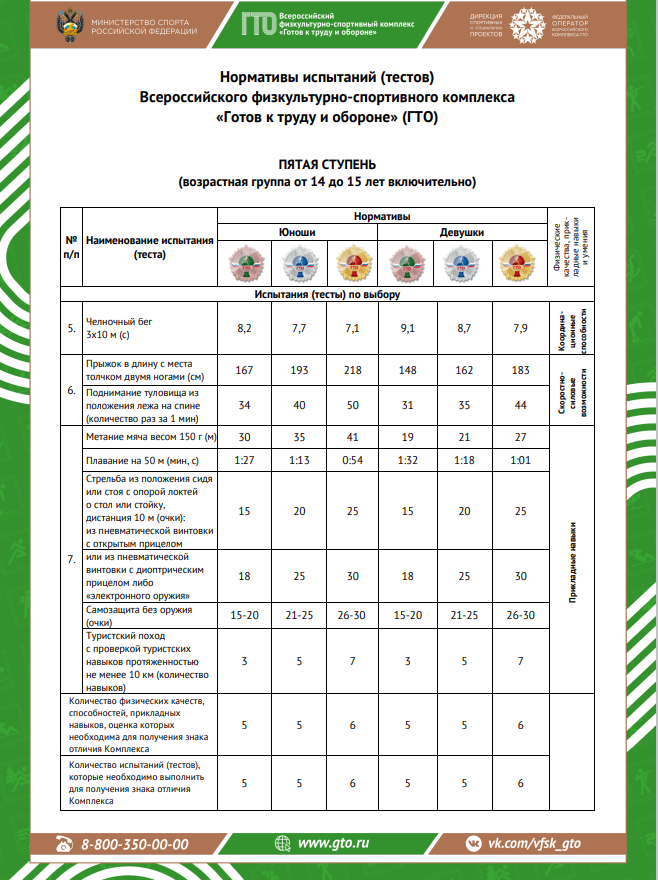 МИНИСТЕРСТВО СПОРТА
РОССИЙСКОЙ ФЕДЕРАЦИИ
ГТО
Всероссийский
физкультурно-спортивный комплекс
«Готов к труду и обороне»
ДИРЕКЦИЯ
СПОРТИВНЫХ
И СОЦИАЛЬНЫХ
ПРОЕКТОВ
ФЕДЕРАЛЬНЫЙ
ОПЕРАТОР
ВСЕРОССИЙСКОГО
КОМПЛЕКСА ГТО
Нормативы испытаний (тестов)
Всероссийского физкультурно-спортивного комплекса
«Готов к труду и обороне» (ГТО)
ПЯТАЯ СТУПЕНЬ
(возрастная группа от 14 до 15 лет включительно)
№
п/п
Наименование испытания
(теста)
Нормативы
Юноши
Девушки
ГТО ГТО ГТО ГТО ГТО ГТО
Физические
качества, прик-
ладные навыки
и умения
Испытания (тесты) по выбору
5.
Челночный бег
3х10 м (с)
8,2 7,7 7,1 9,1 8,7 7,9
Координа-
ционные
способности
6.
Прыжок в длину с места
толчком двумя ногами (см)
167 193 218 148 162 183
Поднимание туловища из
положения лежа на спине
(количество раз за 1 мин)
34 40 50 31 35 44
Скоростно-
силовые
возможности
7.
Метание мяча весом 150 г (м) 30 35 41 19 21 27
Плавание на 50 м (мин, с) 1:27 1:13 0:54 1:32 1:18 1:01
Стрельба из положения сидя
или стоя с опорой локтей
о стол или стойку,
дистанция 10 м (очки):
из пневматической винтовки
с открытым прицелом
15 20 25 15 20 25
или из пневматической
винтовки с диоптрическим
прицелом либо
«электронного оружия»
18 25 30 18 25 30
Самозащита без оружия
(очки)
15-20 21-25 26-30 15-20 21-25 26-30
Туристский поход
с проверкой туристских
навыков протяженностью
не менее 10 км (количество
навыков)
3 5 7 3 5 7
Прикладные навыки
Количество физических качеств,
способностей, прикладных
навыков, оценка которых
необходима для получения знака
отличия Комплекса
5 5 6 5 5 6
Количество испытаний (тестов),
которые необходимо выполнить
для получения знака отличия
Комплекса
5 5 6 5 5 6
8-800-350-00-00
www.gto.ru
vk.com/vfsk_gto